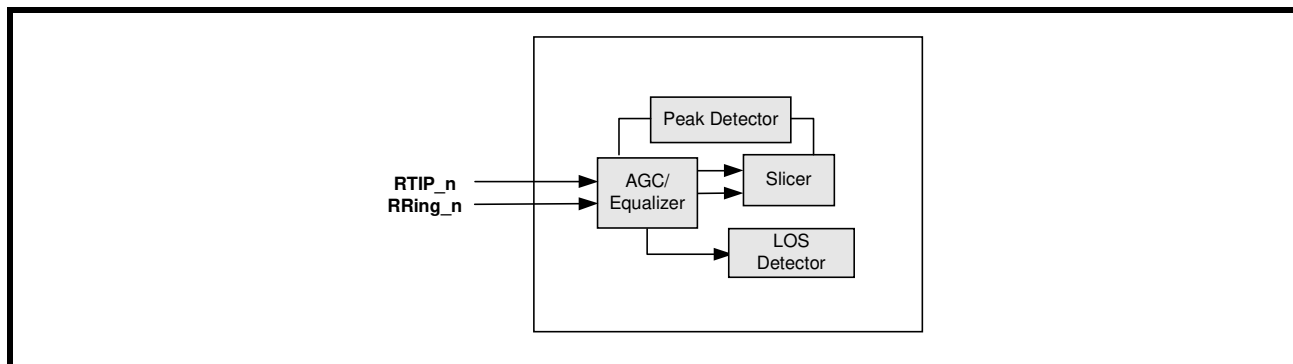 Peak Detector
RTIP_n
RRing_n
AGC/
Equalizer
Slicer
LOS
Detector